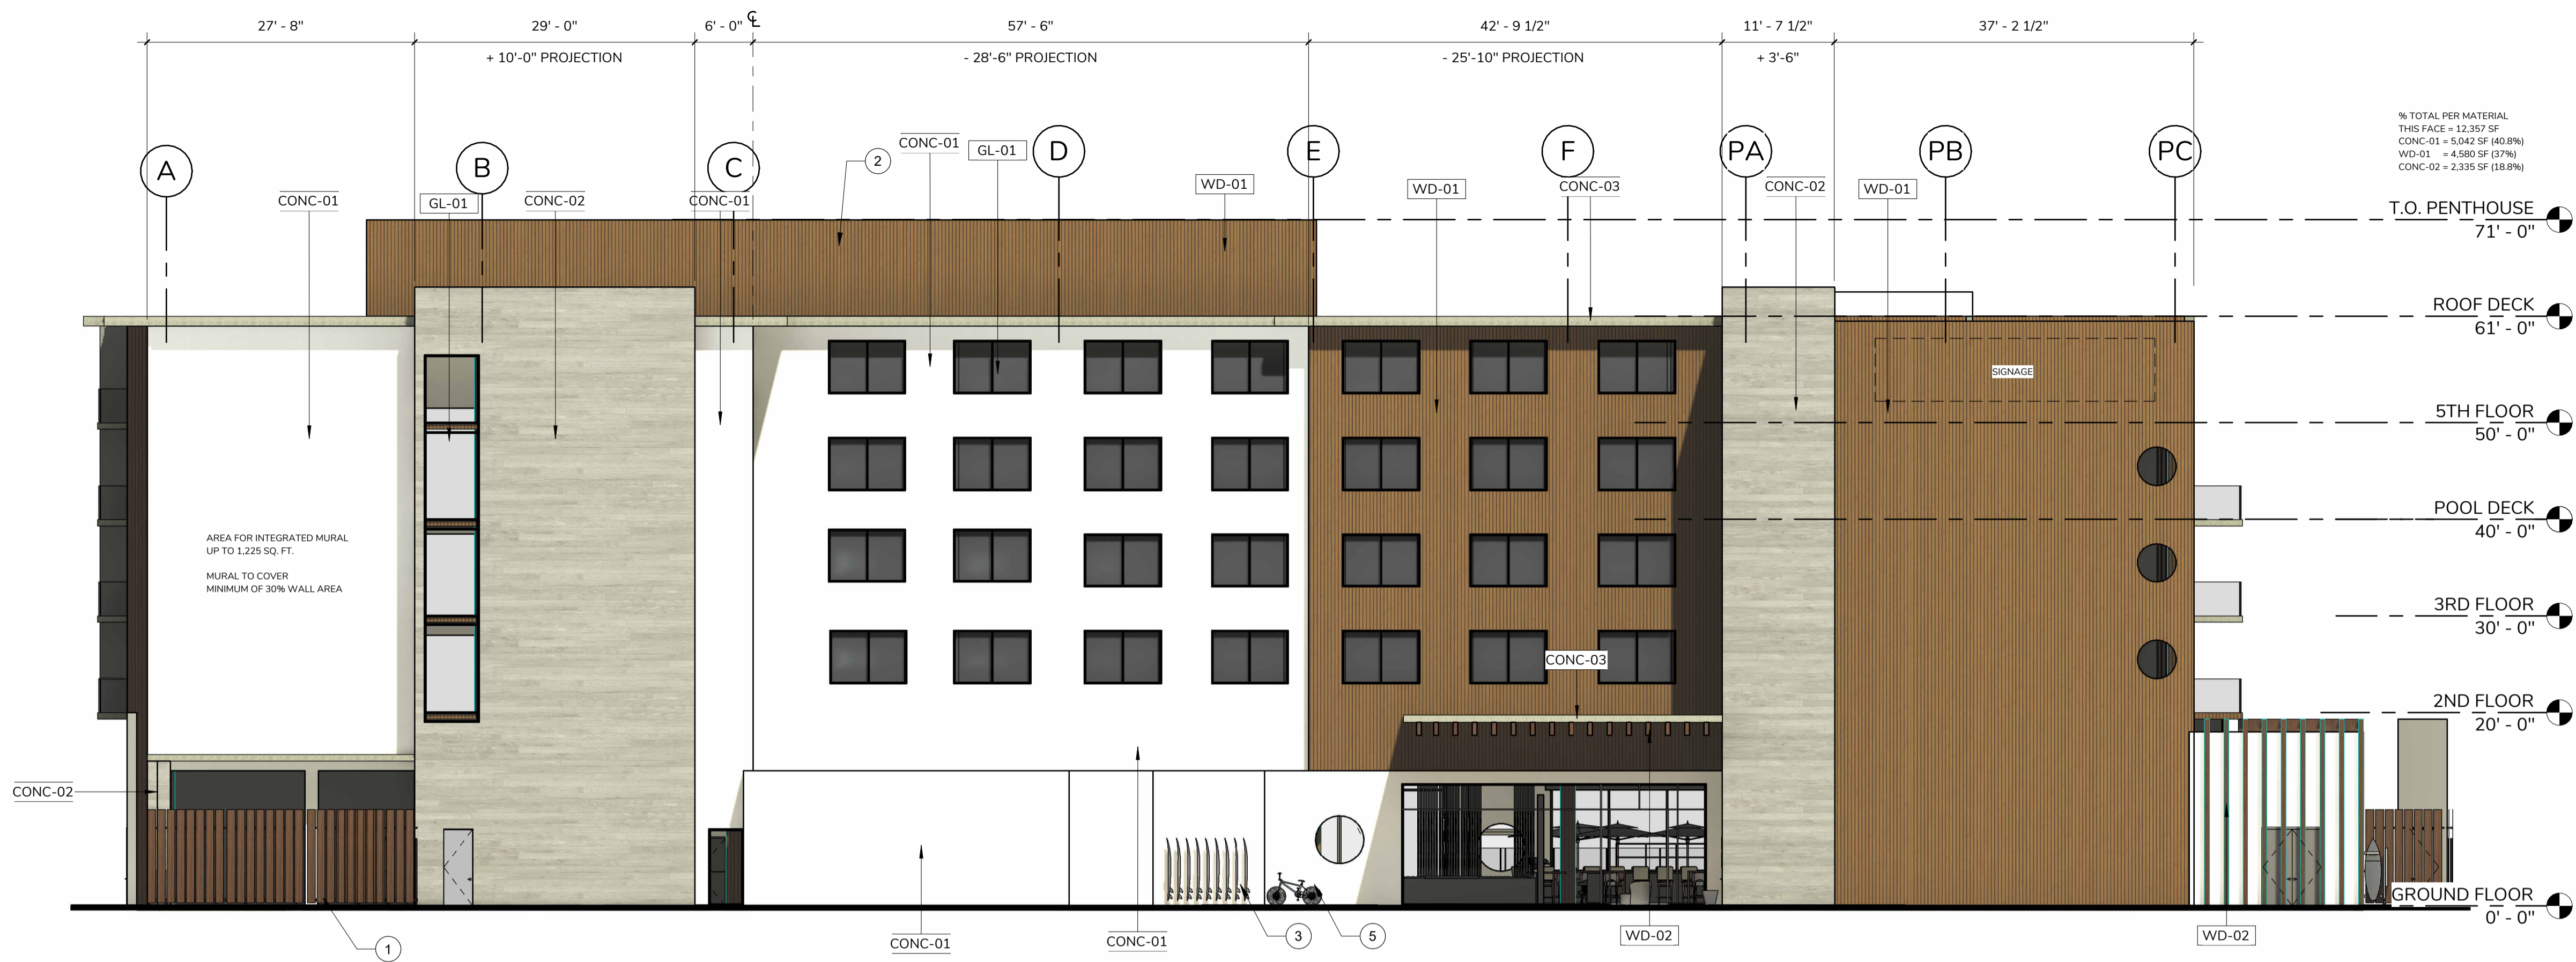 27' - 8"
29' - 0"
6' - 0"
℄
57' - 6"
42' - 9 1/2"
11' - 7 1/2"
37' - 2 1/2"
+ 10'-0" PROJECTION
- 28'-6" PROJECTION
- 25'-10" PROJECTION
+ 3'-6"
% TOTAL PER MATERIAL
THIS FACE = 12,357 SF
CONC-01 = 5,042 SF (40.8%)
WD-01 = 4,580 SF (37%)
CONC-02 = 2,335 SF (18.8%)
A
B
C
D
E
F
PA
PB
PC
2
CONC-01
GL-01
WD-01
WD-01
CONC-03
CONC-02
WD-01
CONC-01
GL-01
CONC-02
CONC-01
T.O. PENTHOUSE
71' - 0"
ROOF DECK
61' - 0"
SIGNAGE
5TH FLOOR
50' - 0"
POOL DECK
40' - 0"
AREA FOR INTEGRATED MURAL
UP TO 1,225 SQ. FT.
MURAL TO COVER
MINIMUM OF 30% WALL AREA
3RD FLOOR
30' - 0"
CONC-03
2ND FLOOR
20' - 0"
CONC-02
GROUND FLOOR
0' - 0"
1
CONC-01
CONC-01
3
5
WD-02
WD-02